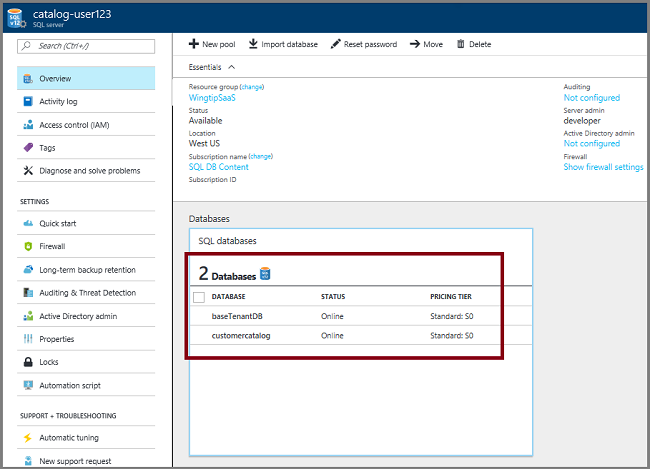 catalog-user123
SQL server
SQL v12
Search (Ctrl+/)
Overview
Activity log
Access control (IAM)
Tags
Diagnose and solve problems
SETTINGS
Quick start
Firewall
Long-term backup retention
Auditing & Threat Detection
Active Directory admin
Properties
Locks
Automation script
SUPPORT + TROUBLESHOOTING
Automatic tuning
New support request
New pool Import database Reset password Move Delete
Essentials
Resource group (change)
WingtipSaaS
Status
Available
Location
West US
Subscription name (change)
SQL DB Content
Subscription ID
Auditing
Not configured
Server admin
developer
Active Directory admin
Not configured
Firewall
Show firewall settings
Databases
SQL databases
2 Databases
DATABASE STATUS PRICING TIER
baseTenantDB Online Standard: S0
customercatalog Online Standard: S0